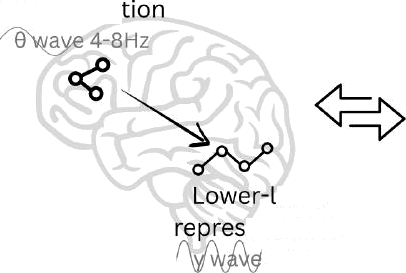 tion
θ wave 4-8Hz
Lower-l
repres
γ wave